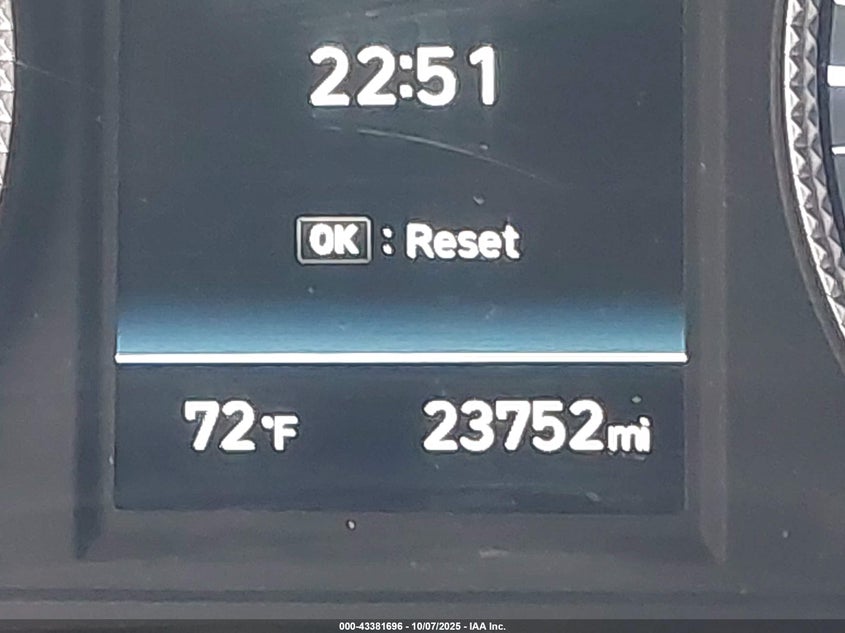 22:51
OK : Reset
72°F 23752mi
000-43381696 - 10/07/2025 - IAA Inc.